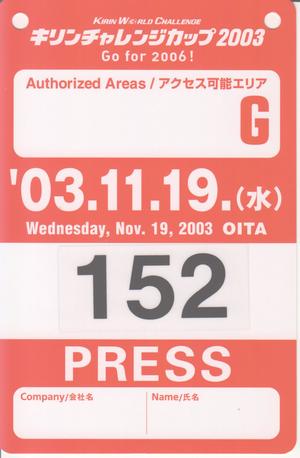 KIRIN WORLD CHALLENGE
キリンチャレンジカップ2003
Go for 2006!
Authorized Areas / アクセス可能エリア
G
'03.11.19.(水)
Wednesday, Nov. 19, 2003 OITA
152
PRESS
Company/会社名 Name/氏名